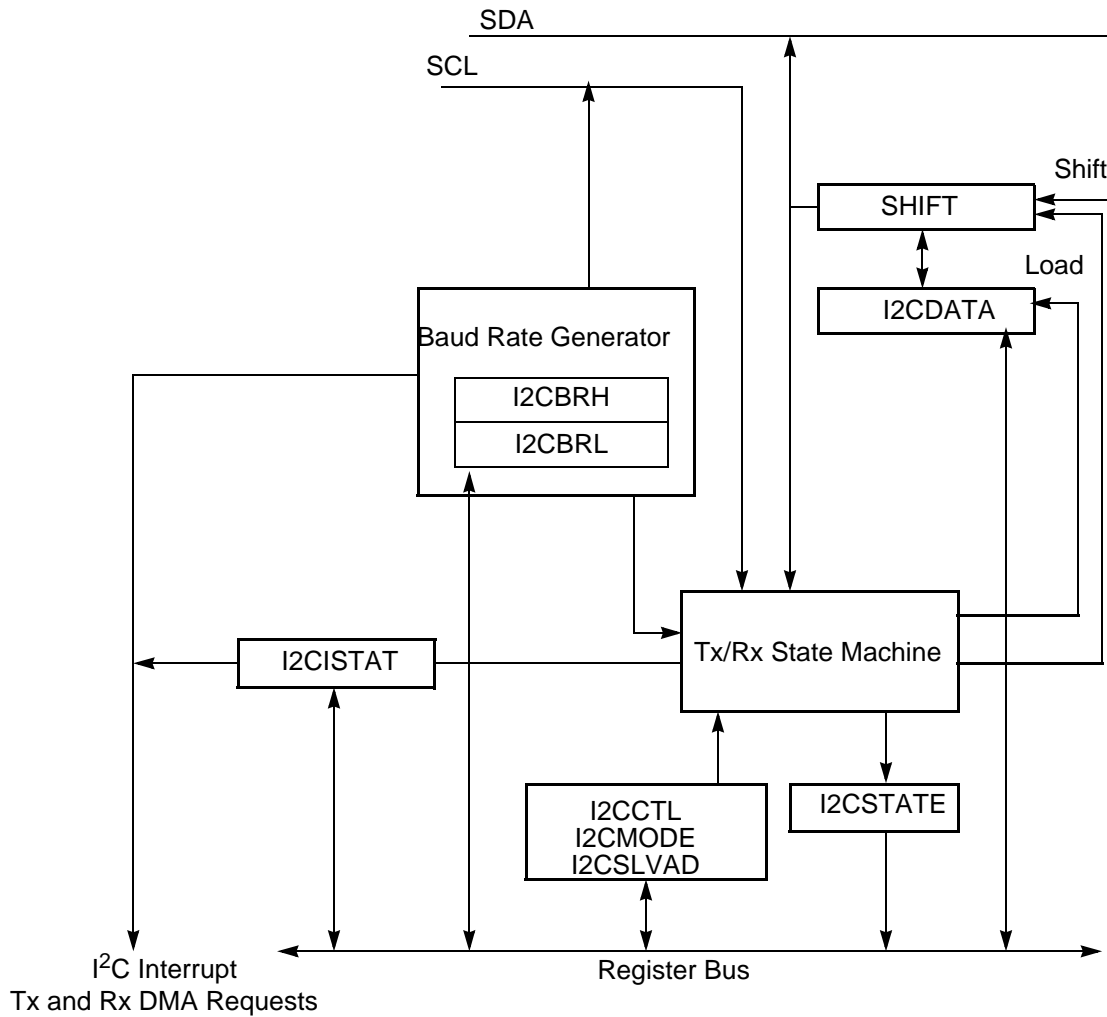 SDA
SCL
Shift
SHIFT
Load
I2CDATA
Baud Rate Generator
I2CBRH
I2CBRL
Tx/Rx State Machine
I2CISTAT
I2CCTL
I2CMODE
I2CSLVAD
I2CSTATE
Register Bus
I²C Interrupt
Tx and Rx DMA Requests